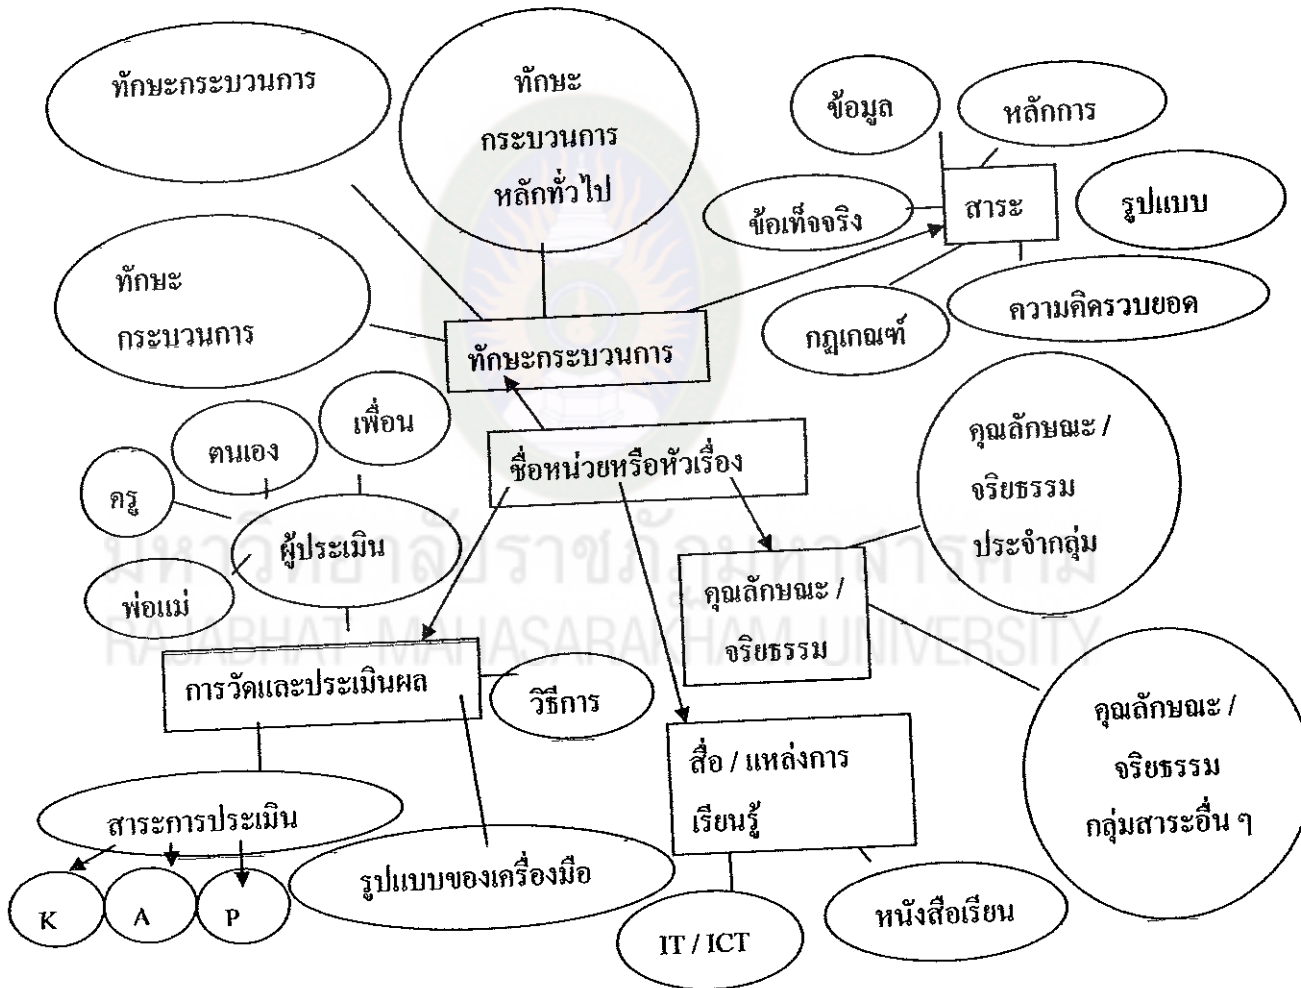 ทักษะกระบวนการ
ทักษะ
กระบวนการ
หลักทั่วไป
ข้อมูล
หลักการ
ข้อเท็จจริง
สาระ
รูปแบบ
ทักษะ
กระบวนการ
กฎเกณฑ์
ความคิดรวบยอด
ทักษะกระบวนการ
เพื่อน
ตนเอง
ครู
ชื่อหน่วยหรือหัวเรื่อง
คุณลักษณะ /
จริยธรรม
ประจำกลุ่ม
ผู้ประเมิน
พ่อแม่
มหาวิทยาลัยราชภัฏมหาสารคาม
RAJABHAT MAHASARAKHAM UNIVERSITY
คุณลักษณะ /
จริยธรรม
การวัดและประเมินผล
วิธีการ
สื่อ / แหล่งการ
เรียนรู้
คุณลักษณะ /
จริยธรรม
กลุ่มสาระอื่น ๆ
สาระการประเมิน
K
A
P
รูปแบบของเครื่องมือ
IT / ICT
หนังสือเรียน